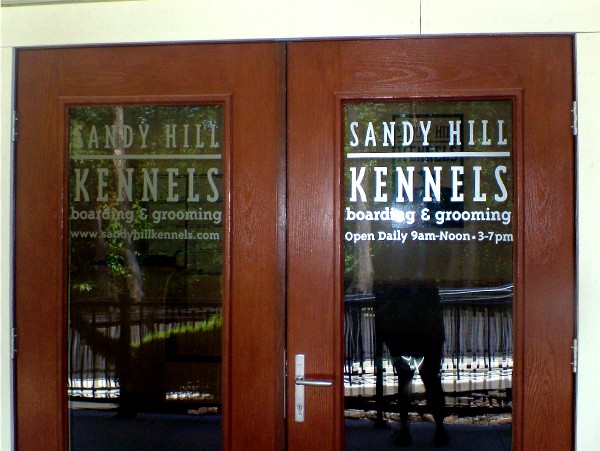 SANDY HILL
KENNELS
boarding & grooming
www.sandyhillkennels.com
SANDY HILL
KENNELS
boarding & grooming
Open Daily 9am-Noon • 3-7pm